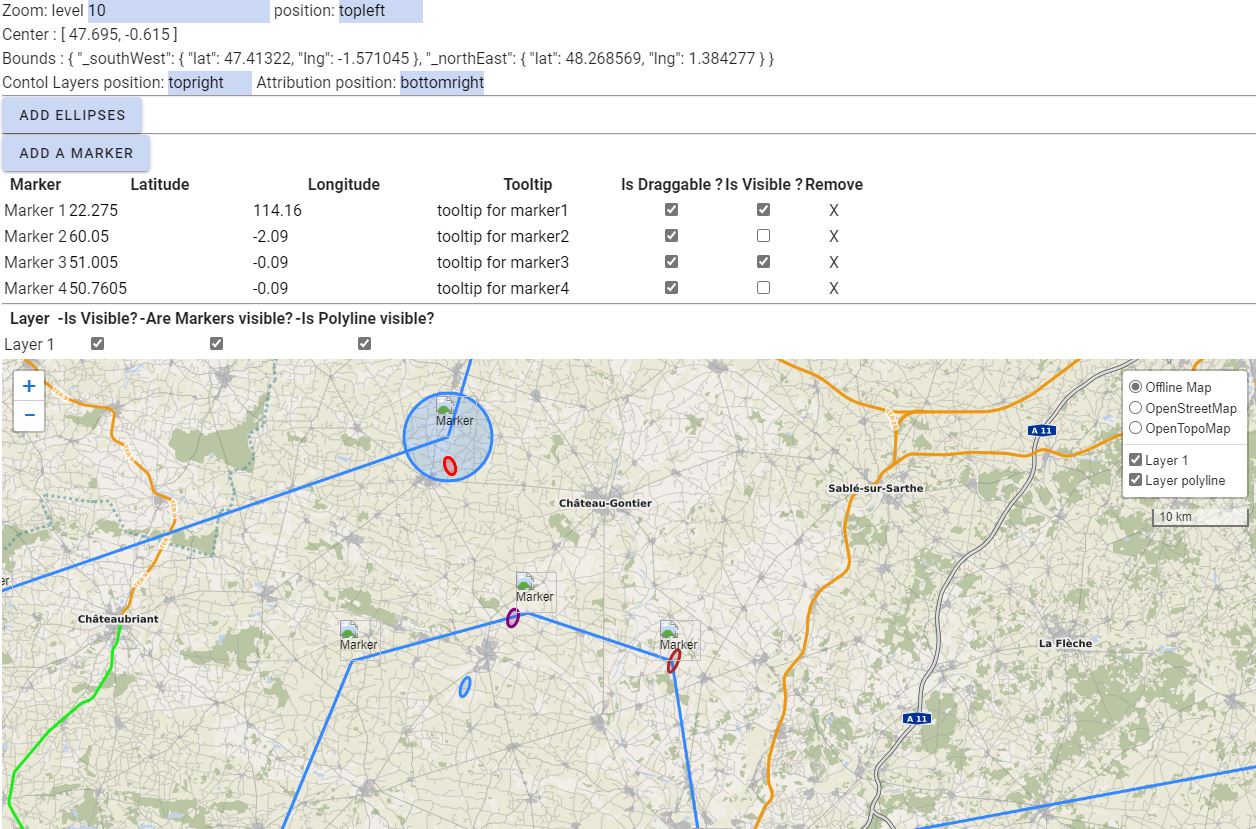 Zoom: level 10 position: topleft
Center : [ 47.695, -0.615 ]
Bounds : { "_southWest": { "lat": 47.41322, "lng": -1.571045 }, "_northEast": { "lat": 48.268569, "lng": 1.384277 } }
Contol Layers position: topright Attribution position: bottomright
ADD ELLIPSES
ADD A MARKER
Marker Latitude Longitude Tooltip Is Draggable ? Is Visible ? Remove
Marker 1 22.275 114.16 tooltip for marker1 X
Marker 2 60.05 -2.09 tooltip for marker2 X
Marker 3 51.005 -0.09 tooltip for marker3 X
Marker 4 50.7605 -0.09 tooltip for marker4 X
Layer -Is Visible? -Are Markers visible? -Is Polyline visible?
Layer 1
+
−
Offline Map
OpenStreetMap
OpenTopoMap
Layer 1
Layer polyline
10 km
Marker
A 11
Sablé-sur-Sarthe
Château-Gontier
er
Marker
Châteaubriant
Marker
Marker
La Flèche
A 11